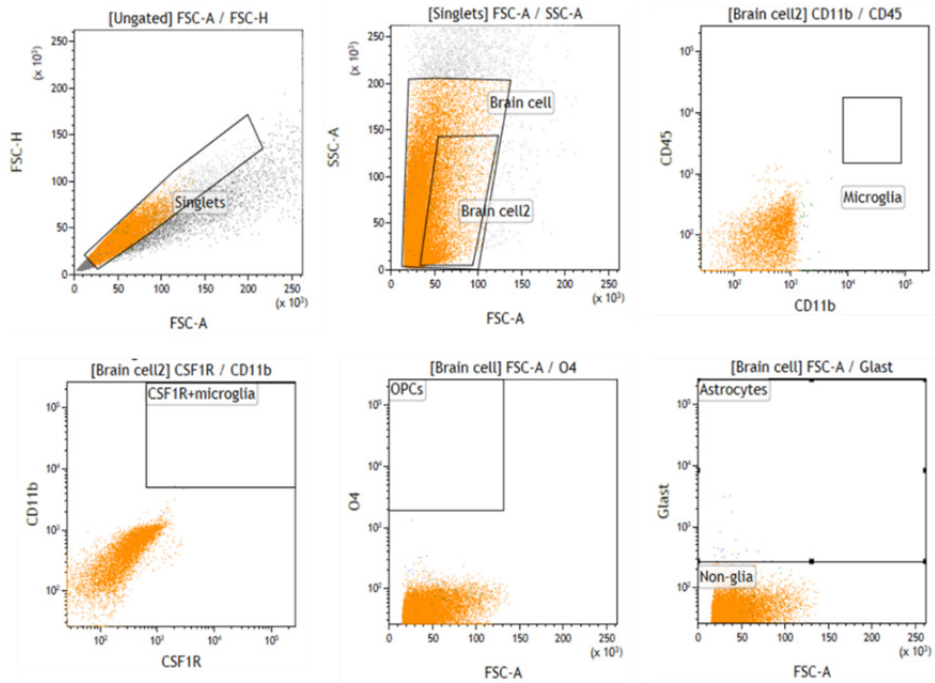 [Ungated] FSC-A / FSC-H
(x 10³)
250
200
150
100
50
0
FSC-H
Singlets
0 50 100 150 200 250
(x 10³)
FSC-A
[Singlets] FSC-A / SSC-A
(x 10³)
250
200
150
100
50
0
SSC-A
Brain cell
Brain cell2
0 50 100 150 200 250
(x 10³)
FSC-A
[Brain cell2] CD11b / CD45
10⁵
10⁴
10³
10²
CD45
Microglia
10² 10³ 10⁴ 10⁵
CD11b
[Brain cell2] CSF1R / CD11b
CSF1R+microglia
10⁵
10⁴
10³
10²
CD11b
10² 10³ 10⁴ 10⁵
CSF1R
[Brain cell] FSC-A / O4
OPCs
10⁵
10⁴
10³
10²
O4
0 50 100 150 200 250
(x 10³)
FSC-A
[Brain cell] FSC-A / Glast
Astrocytes
10⁵
10⁴
10³
10²
Glast
Non-glia
0 50 100 150 200 250
(x 10³)
FSC-A